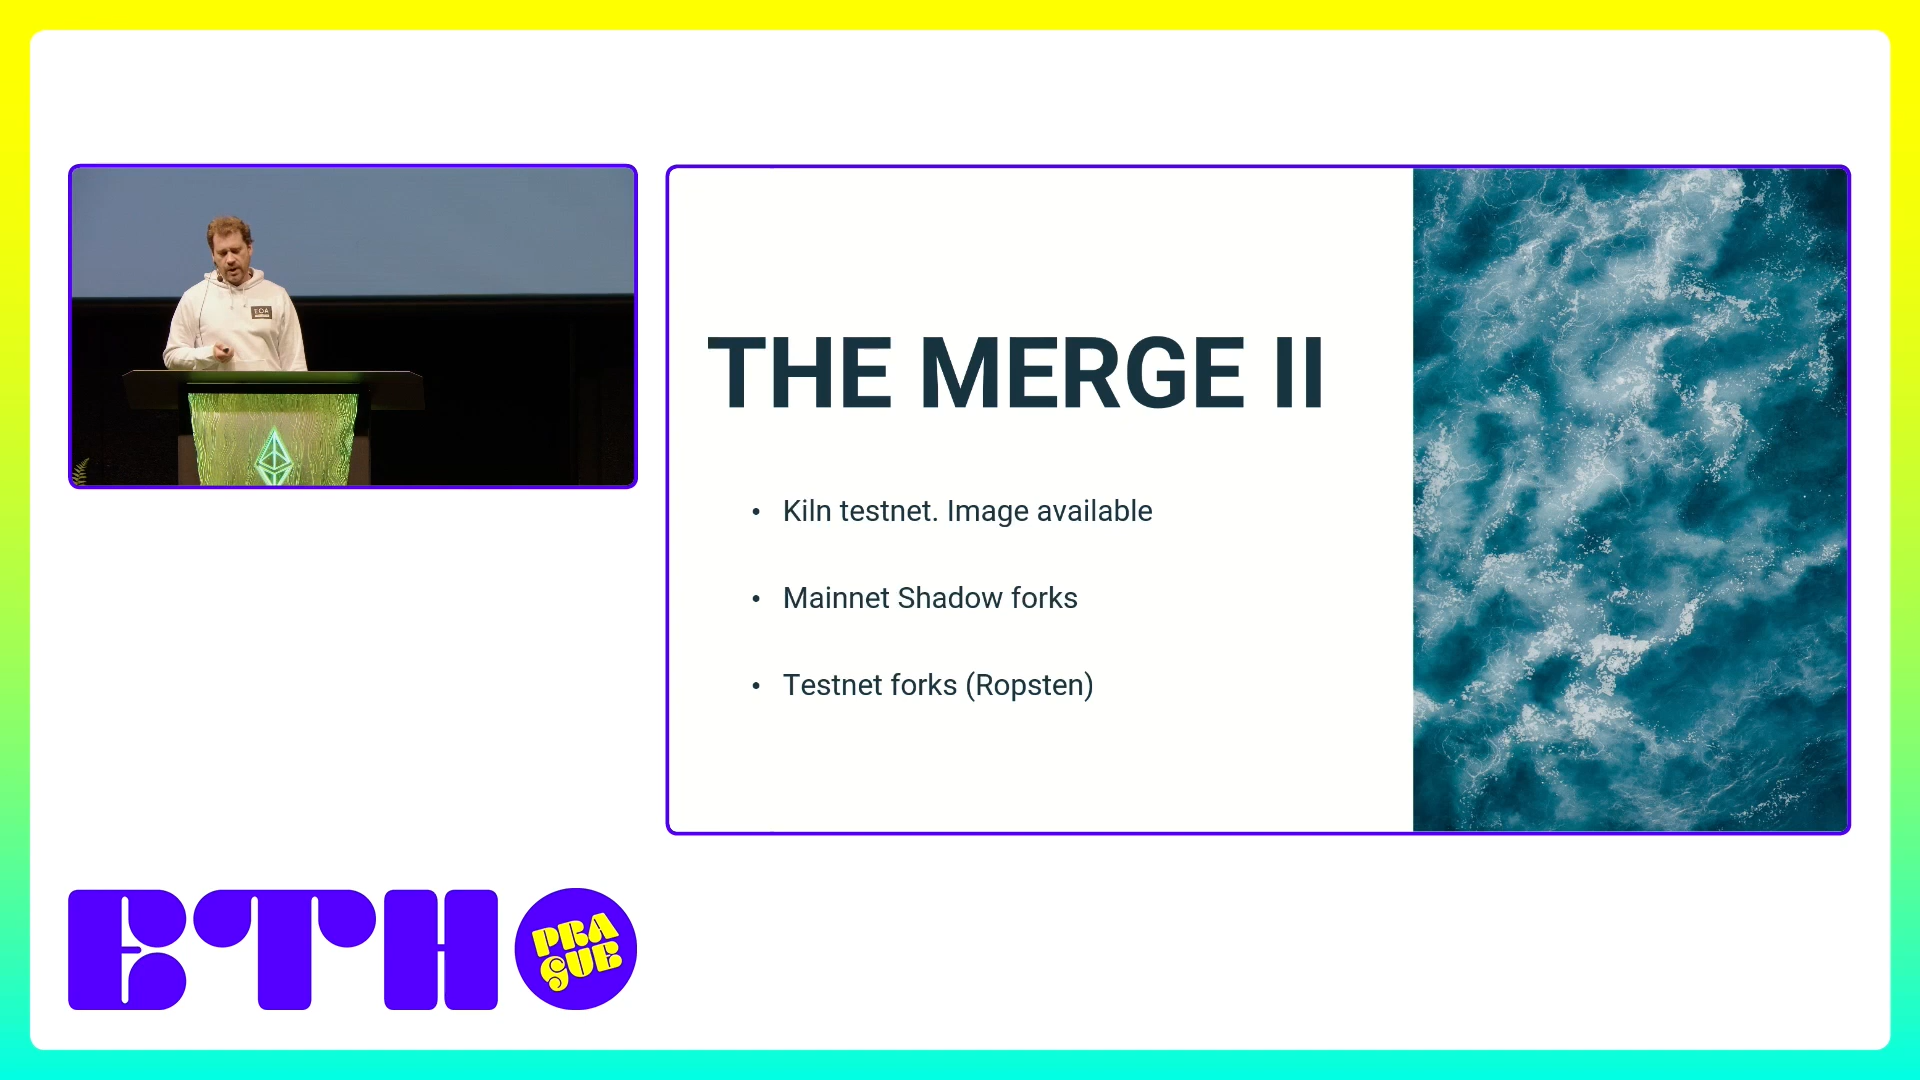 THE MERGE II
• Kiln testnet. Image available
• Mainnet Shadow forks
• Testnet forks (Ropsten)
ETH
PRA
GUE